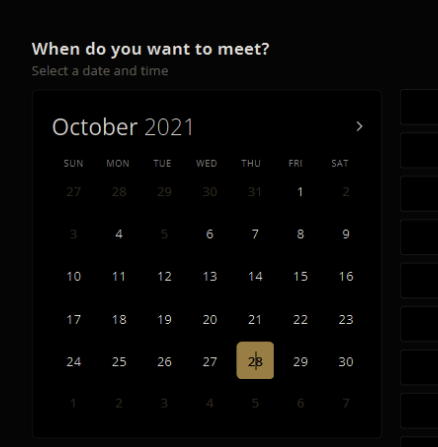 When do you want to meet?
Select a date and time
October 2021
SUN MON TUE WED THU FRI SAT
27 28 29 30 31 1 2
3 4 5 6 7 8 9
10 11 12 13 14 15 16
17 18 19 20 21 22 23
24 25 26 27 28 29 30
1 2 3 4 5 6 7